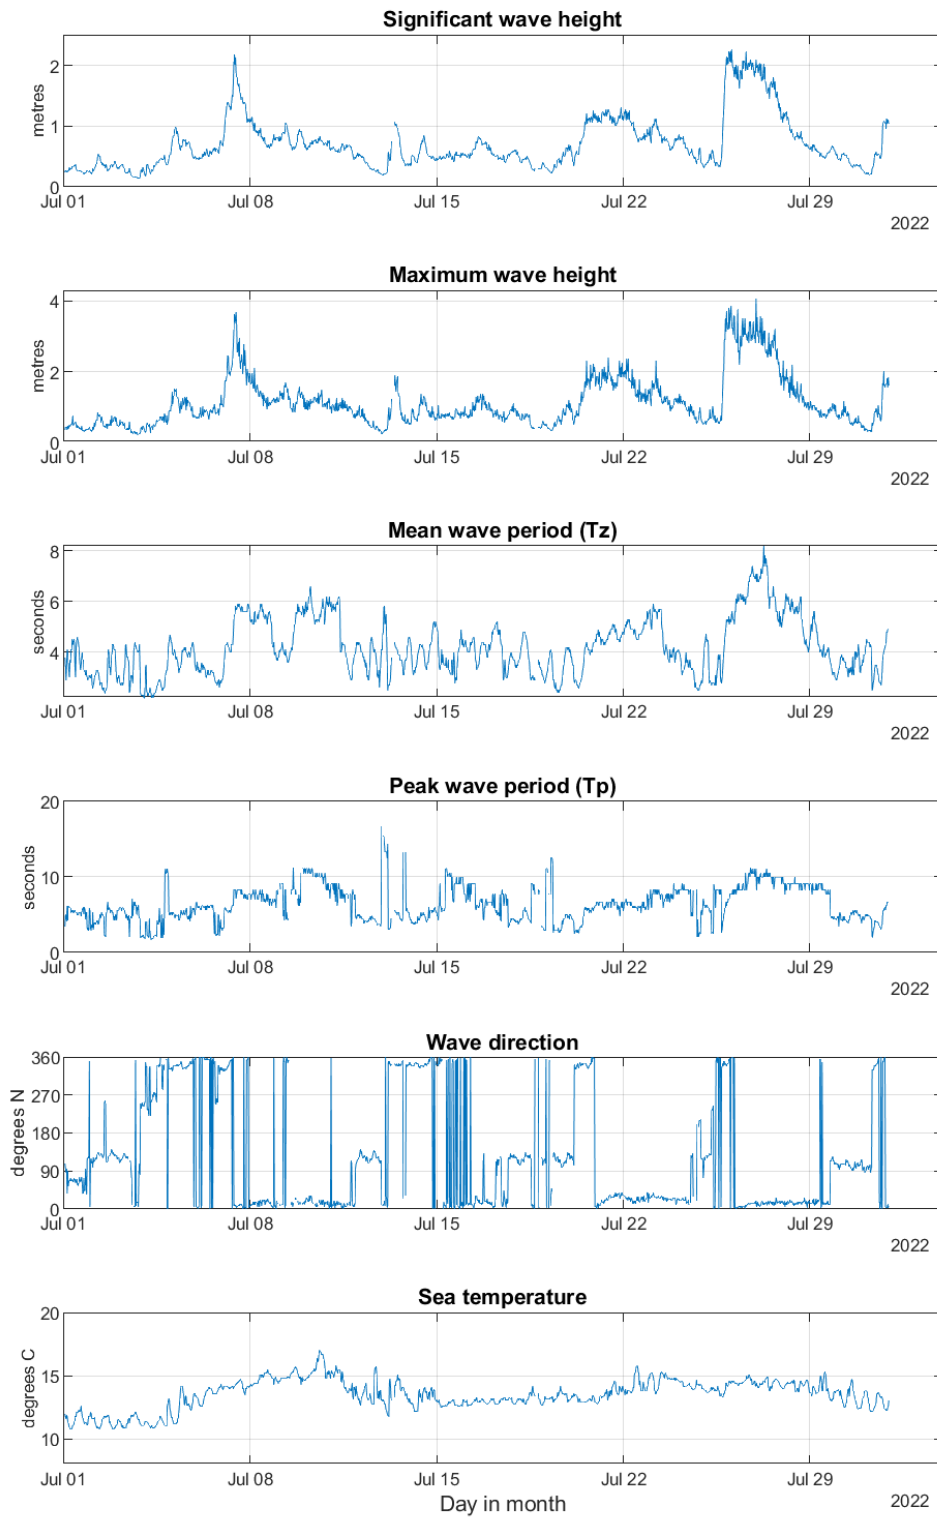 Significant wave height
2
1
0
metres
Jul 01 Jul 08 Jul 15 Jul 22 Jul 29
2022
Maximum wave height
4
2
0
metres
Jul 01 Jul 08 Jul 15 Jul 22 Jul 29
2022
Mean wave period (Tz)
8
6
4
seconds
Jul 01 Jul 08 Jul 15 Jul 22 Jul 29
2022
Peak wave period (Tp)
20
10
0
seconds
Jul 01 Jul 08 Jul 15 Jul 22 Jul 29
2022
Wave direction
360
270
180
90
0
degrees N
Jul 01 Jul 08 Jul 15 Jul 22 Jul 29
2022
Sea temperature
20
15
10
degrees C
Jul 01 Jul 08 Jul 15 Jul 22 Jul 29
Day in month
2022